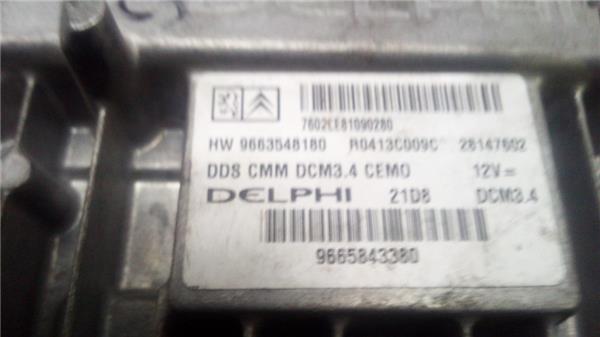 7602LE81090280
HW 9663548180 R0413C009C 28147602
DDS CMM DCM3.4 CEMO 12V=
DELPHI 21D8 DCM3.4
9665843380